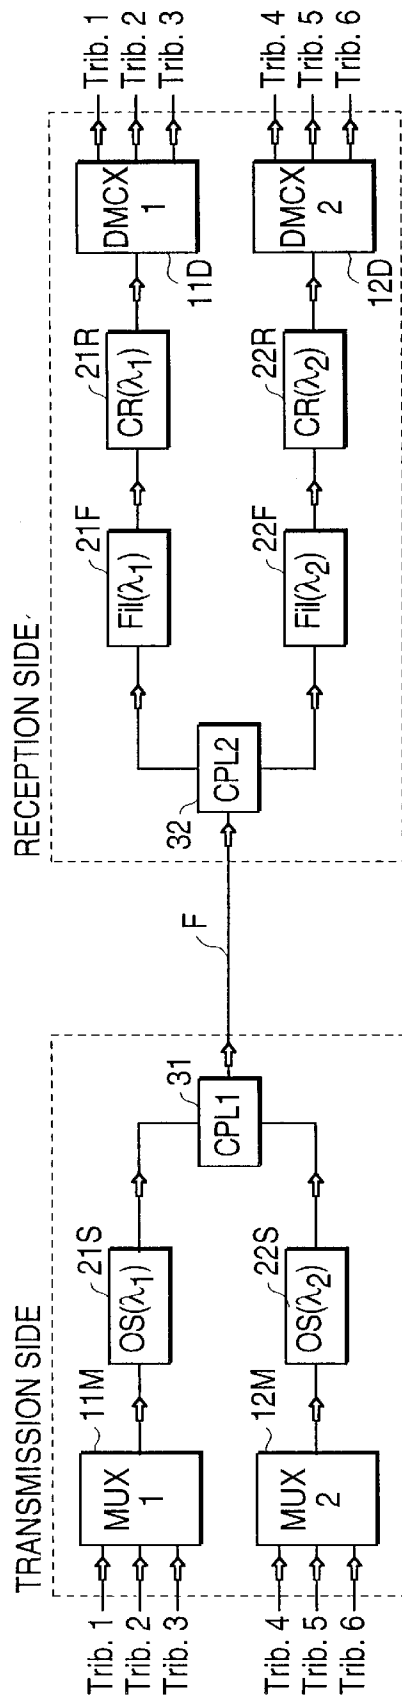 TRANSMISSION SIDE
Trib. 1
Trib. 2
Trib. 3
MUX
1
11M
OS(λ1)
21S
Trib. 4
Trib. 5
Trib. 6
MUX
2
12M
OS(λ2)
22S
CPL1
31
F
RECEPTION SIDE
CPL2
32
Fil(λ1)
21F
CR(λ1)
21R
DMCX
1
11D
Trib. 1
Trib. 2
Trib. 3
Fil(λ2)
22F
CR(λ2)
22R
DMCX
2
12D
Trib. 4
Trib. 5
Trib. 6